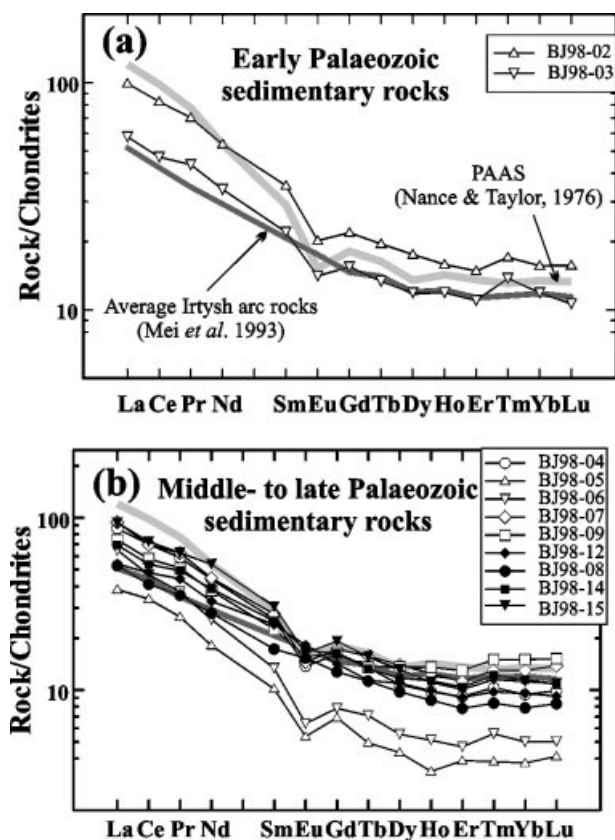 (a)
Early Palaeozoic
sedimentary rocks
BJ98-02
BJ98-03
100
10
Rock/Chondrites
PAAS
(Nance & Taylor, 1976)
Average Irtysh arc rocks
(Mei et al. 1993)
La Ce Pr Nd Sm Eu Gd Tb Dy Ho Er Tm Yb Lu
(b)
Middle- to late Palaeozoic
sedimentary rocks
BJ98-04
BJ98-05
BJ98-06
BJ98-07
BJ98-09
BJ98-12
BJ98-08
BJ98-14
BJ98-15
100
10
Rock/Chondrites
La Ce Pr Nd Sm Eu Gd Tb Dy Ho Er Tm Yb Lu